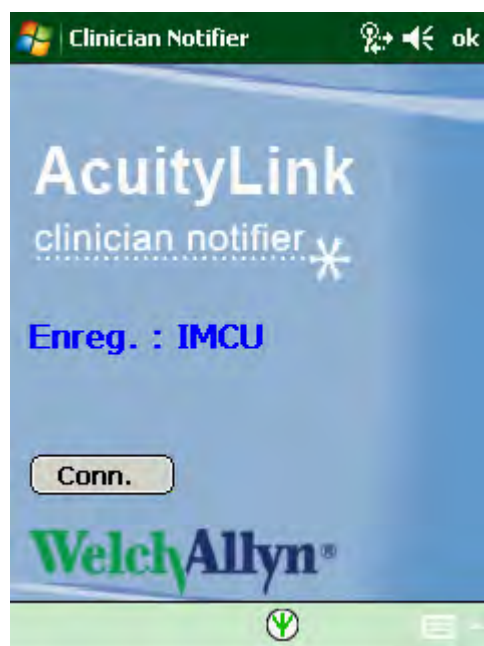 Clinician Notifier ok
AcuityLink
clinician notifier
Enreg. : IMCU
Conn.
WelchAllyn®